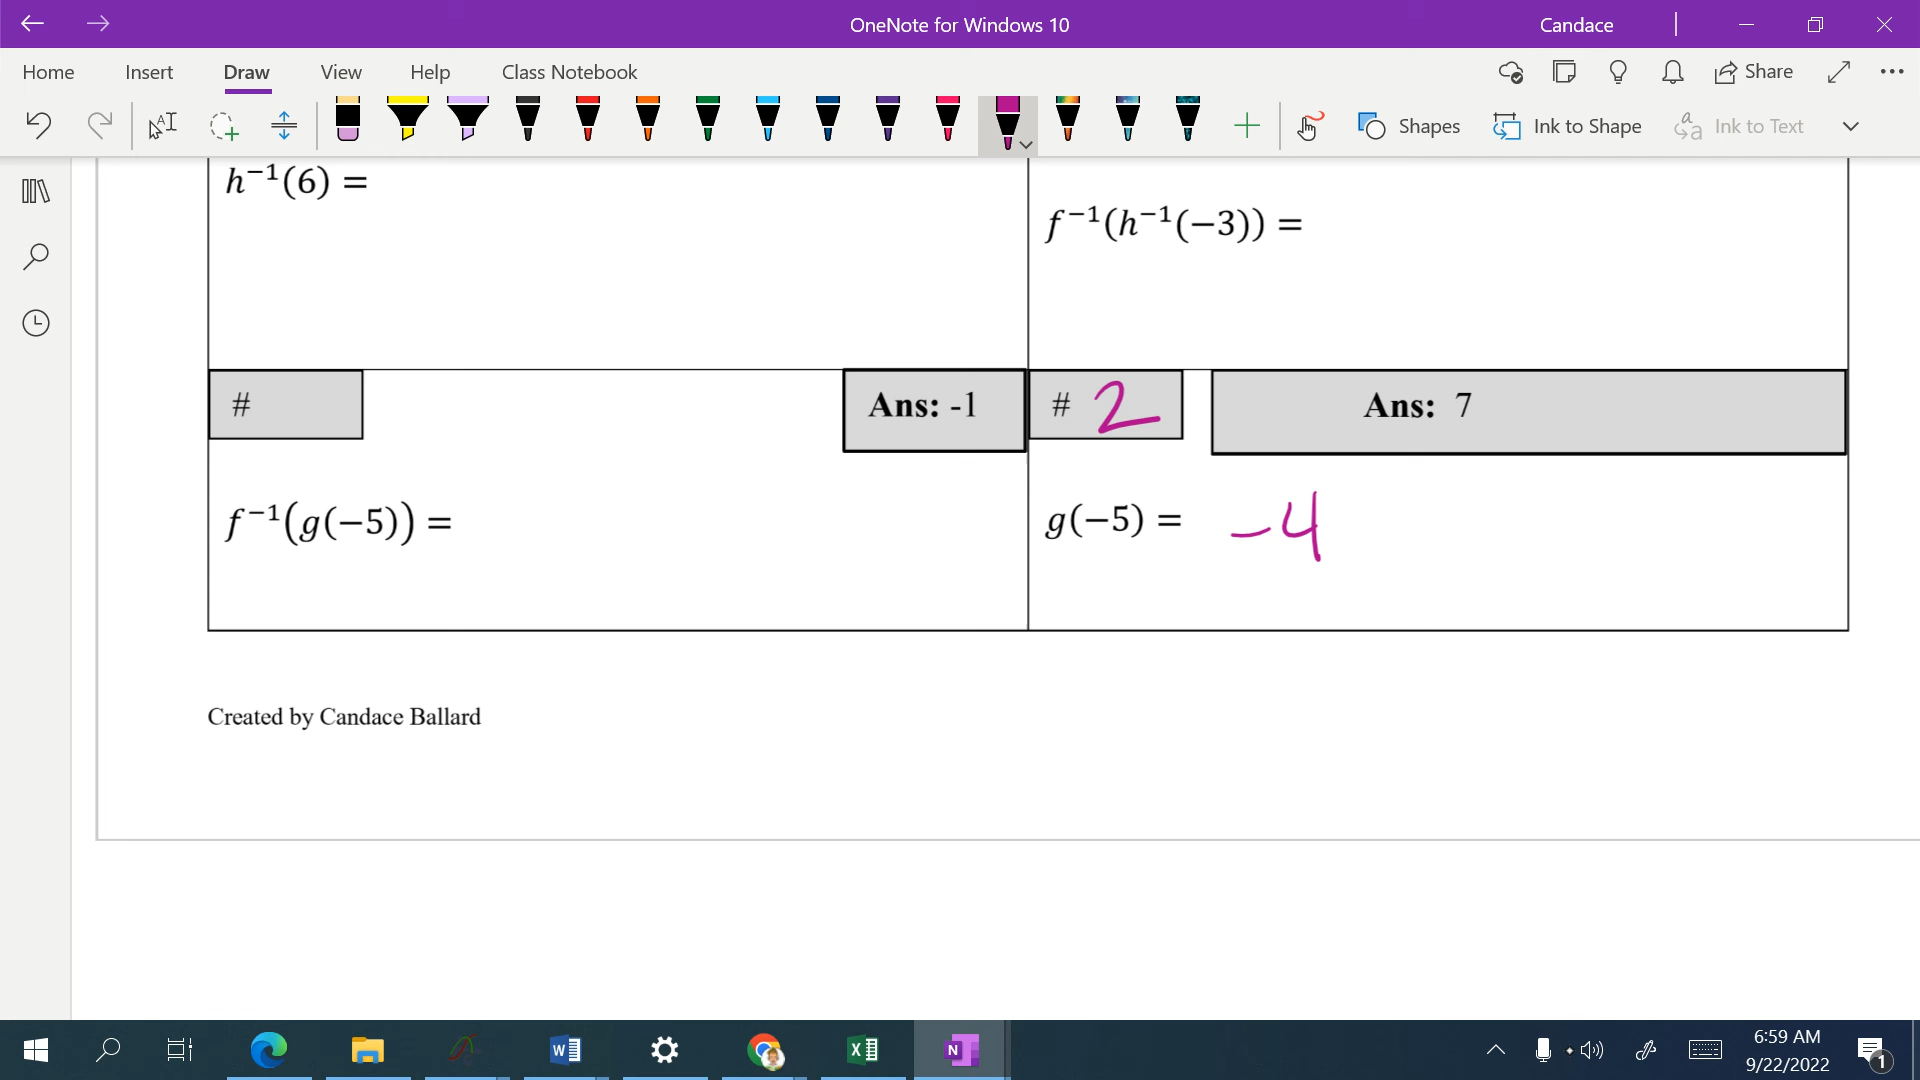 OneNote for Windows 10
Candace
Home Insert Draw View Help Class Notebook
Share
Shapes Ink to Shape Ink to Text
h⁻¹(6) =
f⁻¹(h⁻¹(−3)) =
#
Ans: -1
# 2
Ans: 7
f⁻¹(g(−5)) =
g(−5) = −4
Created by Candace Ballard
6:59 AM
9/22/2022
1